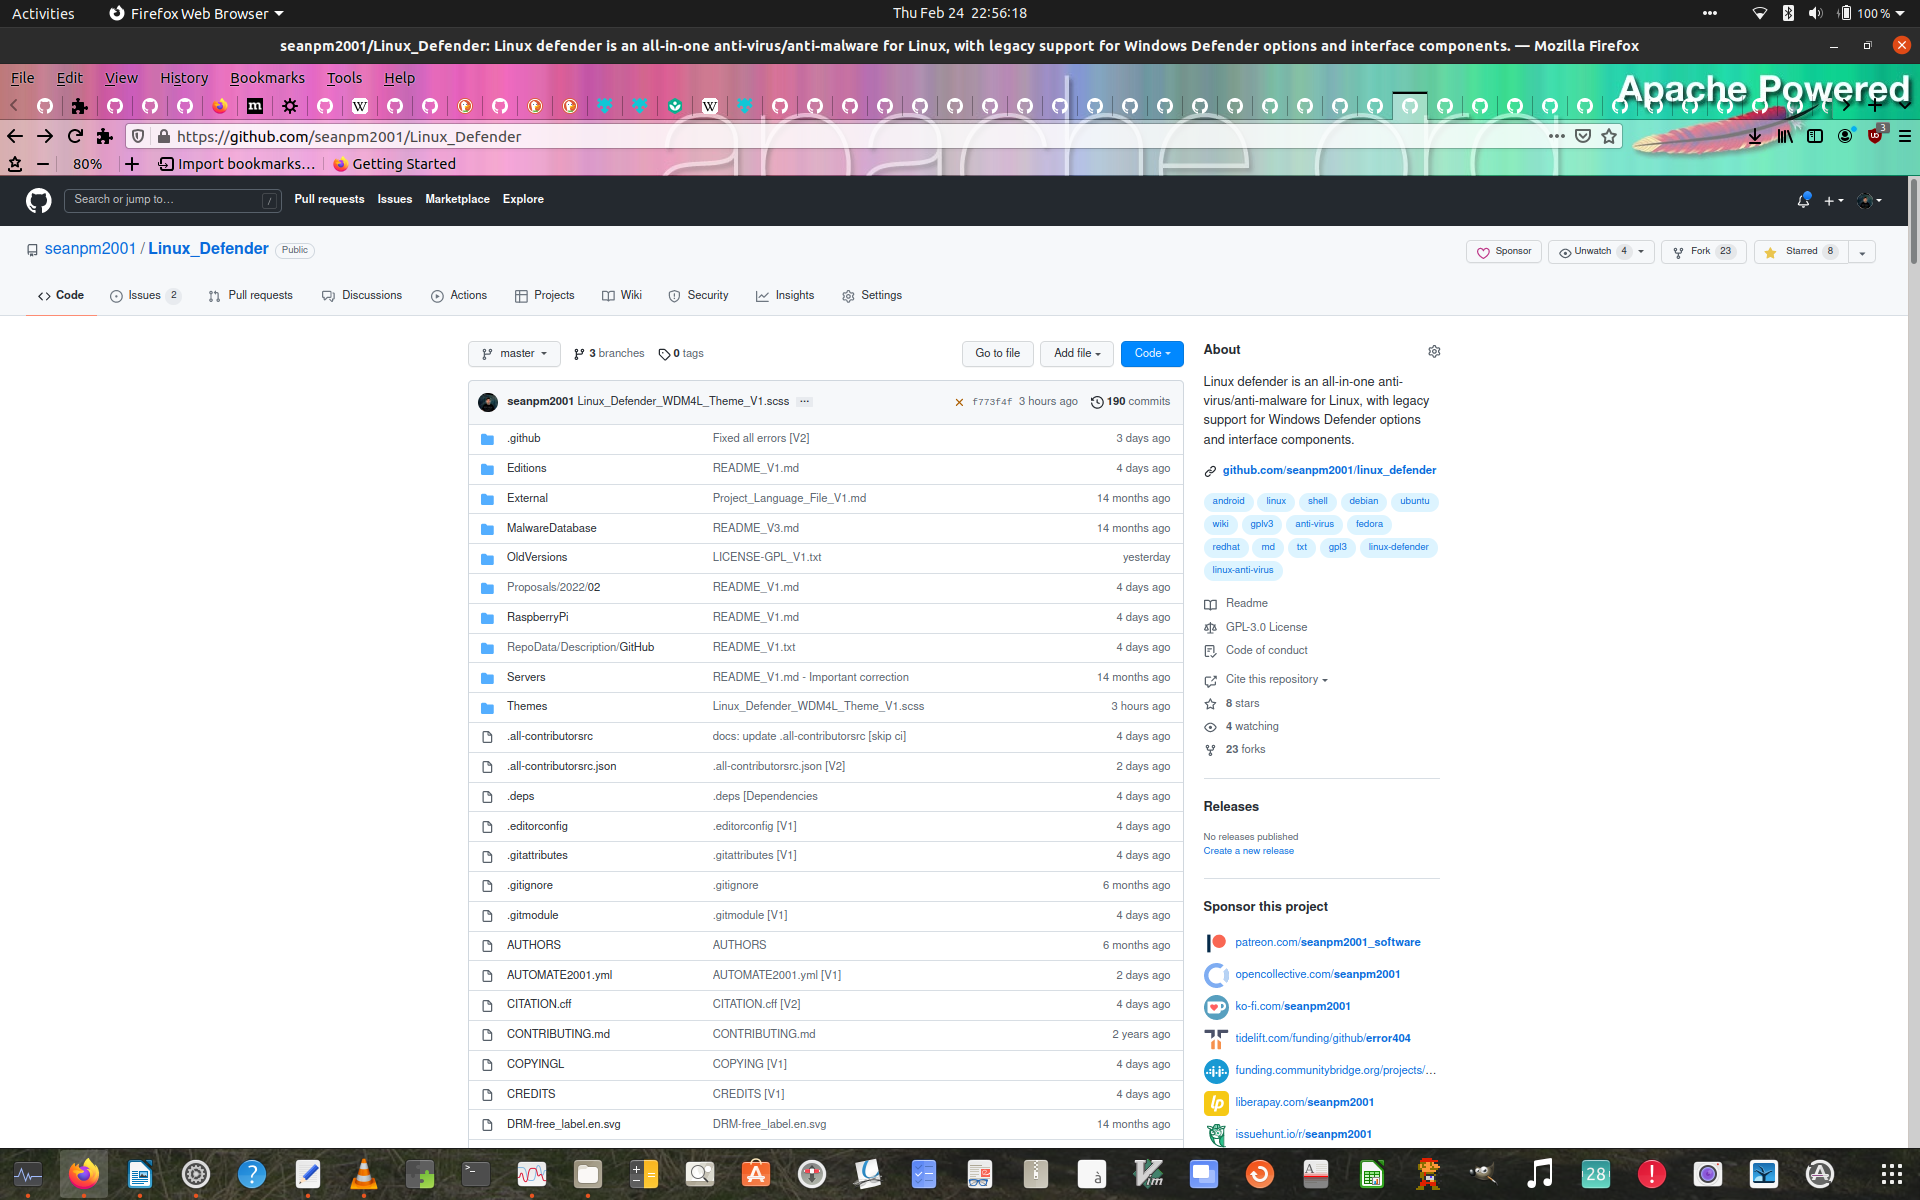 Activities
Firefox Web Browser
Thu Feb 24  22:56:18
100 %
seanpm2001/Linux_Defender: Linux defender is an all-in-one anti-virus/anti-malware for Linux, with legacy support for Windows Defender options and interface components. — Mozilla Firefox
File Edit View History Bookmarks Tools Help
Apache Powered
https://github.com/seanpm2001/Linux_Defender
3
80%
Import bookmarks…
Getting Started
Search or jump to…
/
Pull requests Issues Marketplace Explore
seanpm2001 / Linux_Defender
Public
Sponsor
Unwatch 4
Fork 23
Starred 8
Code
Issues 2
Pull requests
Discussions
Actions
Projects
Wiki
Security
Insights
Settings
master
3 branches
0 tags
Go to file
Add file
Code
seanpm2001 Linux_Defender_WDM4L_Theme_V1.scss
f773f4f 3 hours ago
190 commits
.github Fixed all errors [V2] 3 days ago
Editions README_V1.md 4 days ago
External Project_Language_File_V1.md 14 months ago
MalwareDatabase README_V3.md 14 months ago
OldVersions LICENSE-GPL_V1.txt yesterday
Proposals/2022/02 README_V1.md 4 days ago
RaspberryPi README_V1.md 4 days ago
RepoData/Description/GitHub README_V1.txt 4 days ago
Servers README_V1.md - Important correction 14 months ago
Themes Linux_Defender_WDM4L_Theme_V1.scss 3 hours ago
.all-contributorsrc docs: update .all-contributorsrc [skip ci] 4 days ago
.all-contributorsrc.json .all-contributorsrc.json [V2] 2 days ago
.deps .deps [Dependencies 4 days ago
.editorconfig .editorconfig [V1] 4 days ago
.gitattributes .gitattributes [V1] 4 days ago
.gitignore .gitignore 6 months ago
.gitmodule .gitmodule [V1] 4 days ago
AUTHORS AUTHORS 6 months ago
AUTOMATE2001.yml AUTOMATE2001.yml [V1] 2 days ago
CITATION.cff CITATION.cff [V2] 4 days ago
CONTRIBUTING.md CONTRIBUTING.md 2 years ago
COPYINGL COPYING [V1] 4 days ago
CREDITS CREDITS [V1] 4 days ago
DRM-free_label.en.svg DRM-free_label.en.svg 14 months ago
About
Linux defender is an all-in-one anti-
virus/anti-malware for Linux, with legacy
support for Windows Defender options
and interface components.
github.com/seanpm2001/linux_defender
android linux shell debian ubuntu
wiki gplv3 anti-virus fedora
redhat md txt gpl3 linux-defender
linux-anti-virus
Readme
GPL-3.0 License
Code of conduct
Cite this repository
8 stars
4 watching
23 forks
Releases
No releases published
Create a new release
Sponsor this project
patreon.com/seanpm2001_software
opencollective.com/seanpm2001
ko-fi.com/seanpm2001
tidelift.com/funding/github/error404
funding.communitybridge.org/projects/…
liberapay.com/seanpm2001
issuehunt.io/r/seanpm2001
28